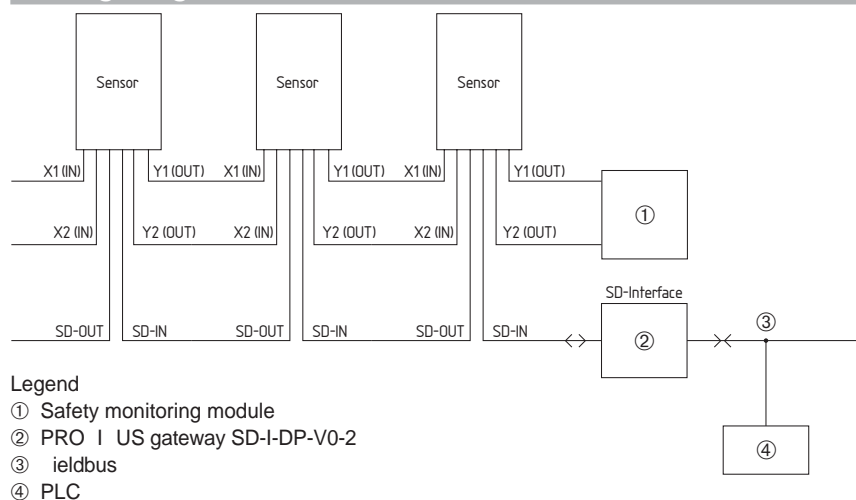 Sensor Sensor Sensor
X1 (IN) Y1 (OUT) X1 (IN) Y1 (OUT) X1 (IN) Y1 (OUT)
①
X2 (IN) Y2 (OUT) X2 (IN) Y2 (OUT) X2 (IN) Y2 (OUT)
SD-Interface
③
SD-OUT SD-IN SD-OUT SD-IN SD-OUT SD-IN
②
Legend
① Safety monitoring module
② PRO I US gateway SD-I-DP-V0-2
③ ieldbus
④
④ PLC